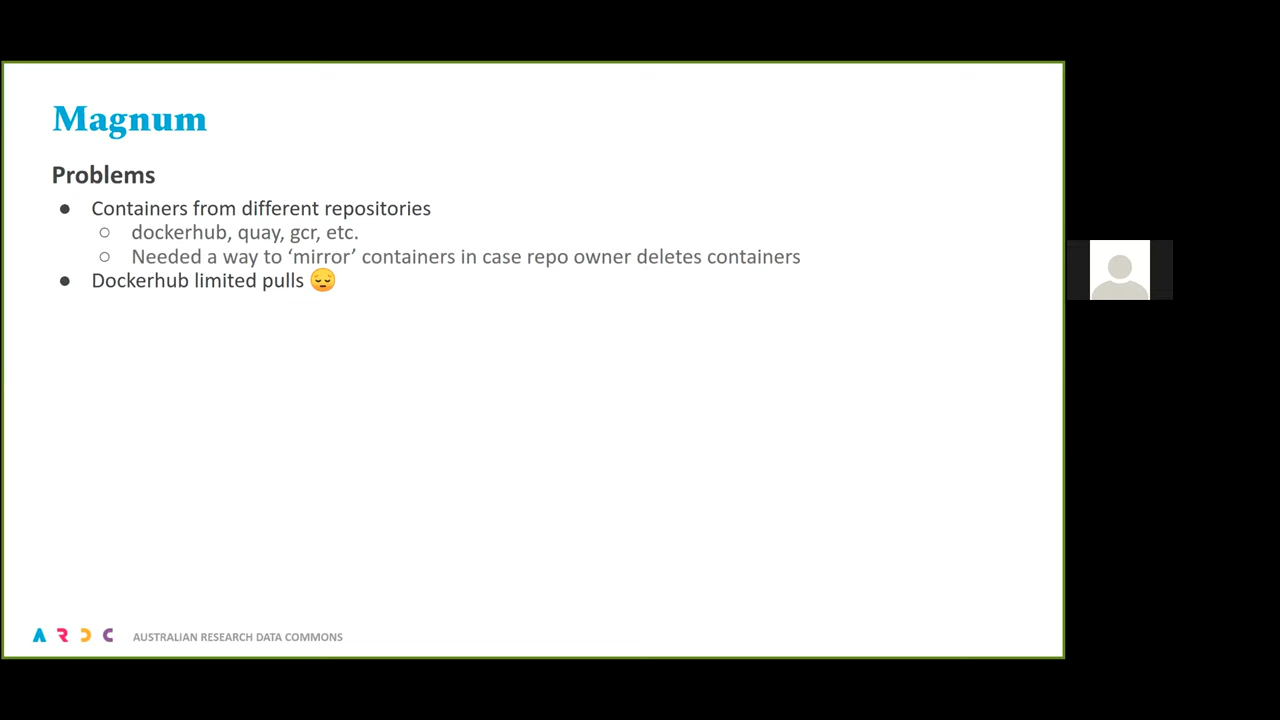 Magnum
Problems
● Containers from different repositories
○ dockerhub, quay, gcr, etc.
○ Needed a way to ‘mirror’ containers in case repo owner deletes containers
● Dockerhub limited pulls 😔
ARDC AUSTRALIAN RESEARCH DATA COMMONS